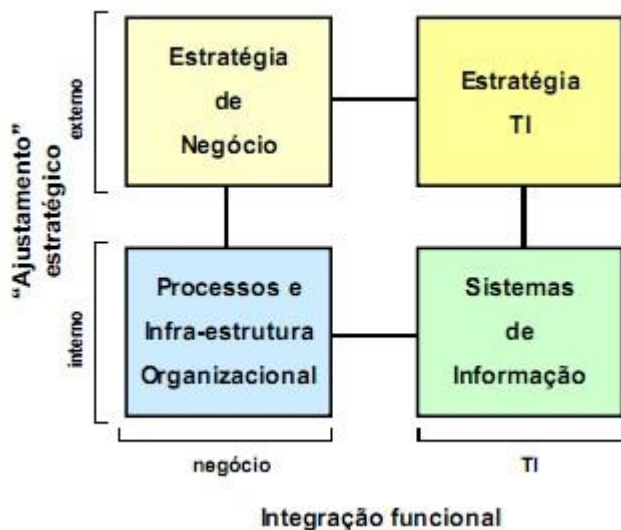 Estratégia
de
Negócio
Estratégia
TI
externo
"Ajustamento"
estratégico
Processos e
Infra-estrutura
Organizacional
Sistemas
de
Informação
interno
negócio
TI
Integração funcional